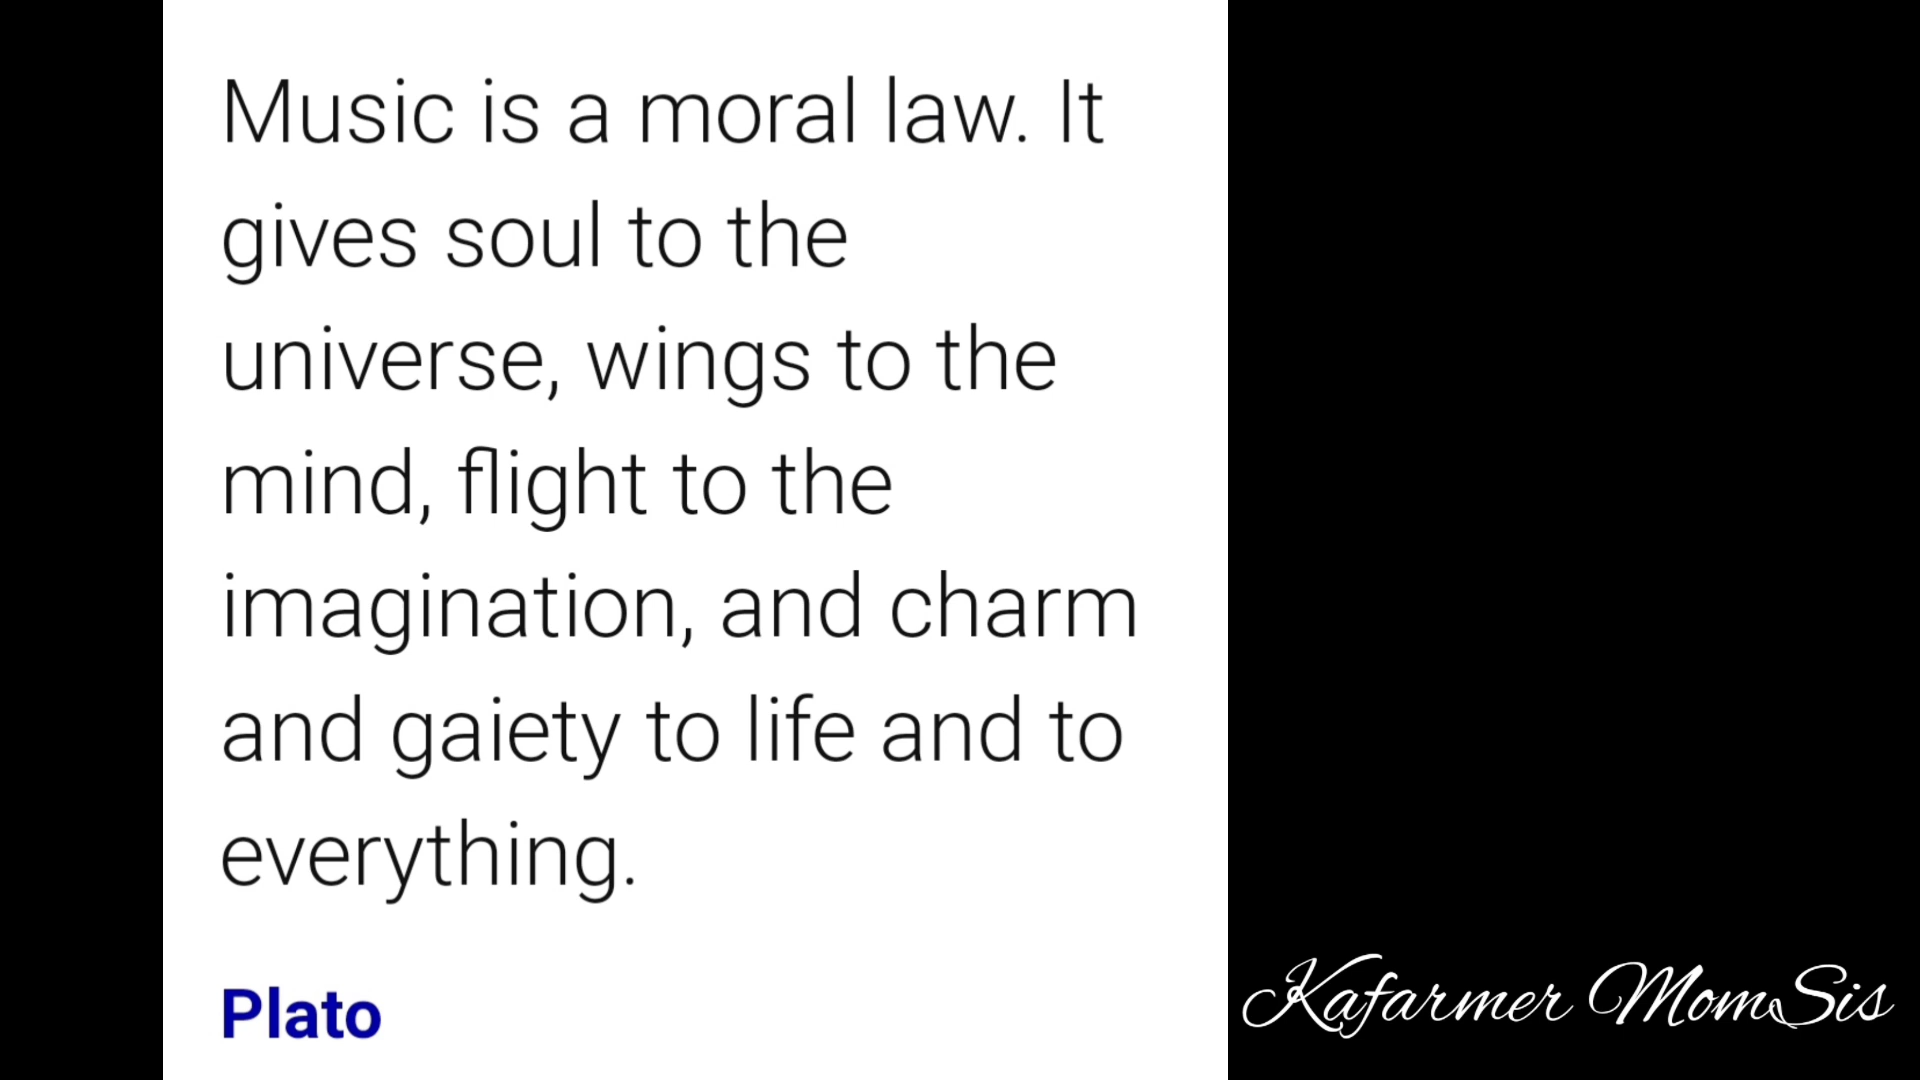 Music is a moral law. It
gives soul to the
universe, wings to the
mind, flight to the
imagination, and charm
and gaiety to life and to
everything.
Plato
Kafarmer MomSis